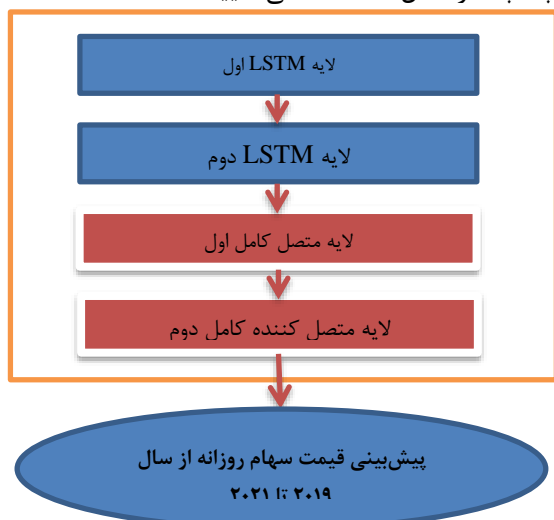 لایه LSTM اول
لایه LSTM دوم
لایه متصل کامل اول
لایه متصل کننده کامل دوم
پیش‌بینی قیمت سهام روزانه از سال
۲۰۱۹ تا ۲۰۲۱